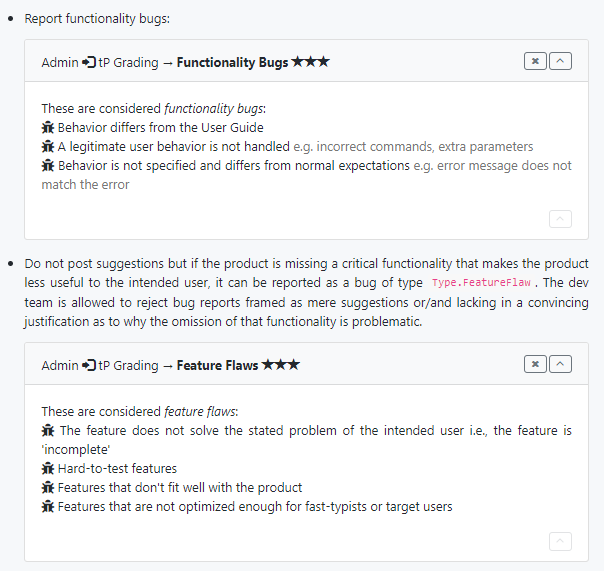 Report functionality bugs:
Admin tP Grading → Functionality Bugs ★★★
These are considered functionality bugs:
Behavior differs from the User Guide
A legitimate user behavior is not handled e.g. incorrect commands, extra parameters
Behavior is not specified and differs from normal expectations e.g. error message does not
match the error
Do not post suggestions but if the product is missing a critical functionality that makes the product
less useful to the intended user, it can be reported as a bug of type Type.FeatureFlaw . The dev
team is allowed to reject bug reports framed as mere suggestions or/and lacking in a convincing
justification as to why the omission of that functionality is problematic.
Admin tP Grading → Feature Flaws ★★★
These are considered feature flaws:
The feature does not solve the stated problem of the intended user i.e., the feature is
'incomplete'
Hard-to-test features
Features that don't fit well with the product
Features that are not optimized enough for fast-typists or target users